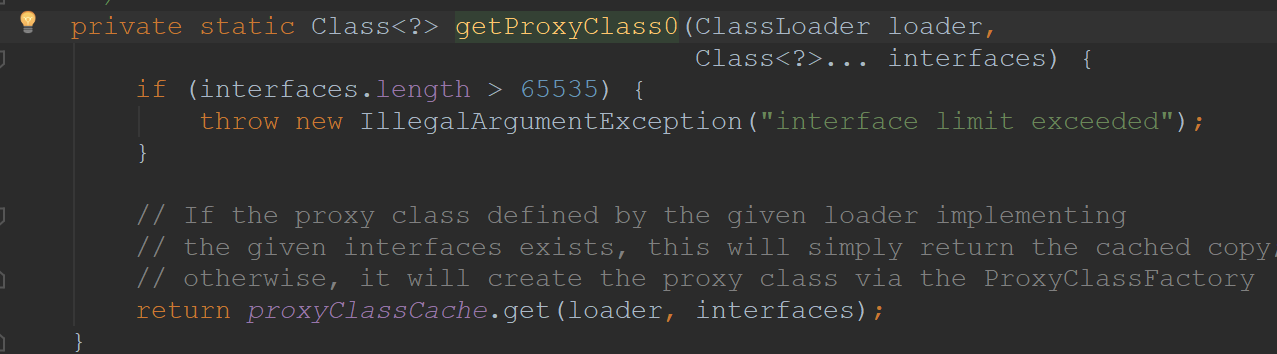 private static Class<?> getProxyClass0(ClassLoader loader,
                                       Class<?>... interfaces) {
    if (interfaces.length > 65535) {
        throw new IllegalArgumentException("interface limit exceeded");
    }

    // If the proxy class defined by the given loader implementing
    // the given interfaces exists, this will simply return the cached copy;
    // otherwise, it will create the proxy class via the ProxyClassFactory
    return proxyClassCache.get(loader, interfaces);
}